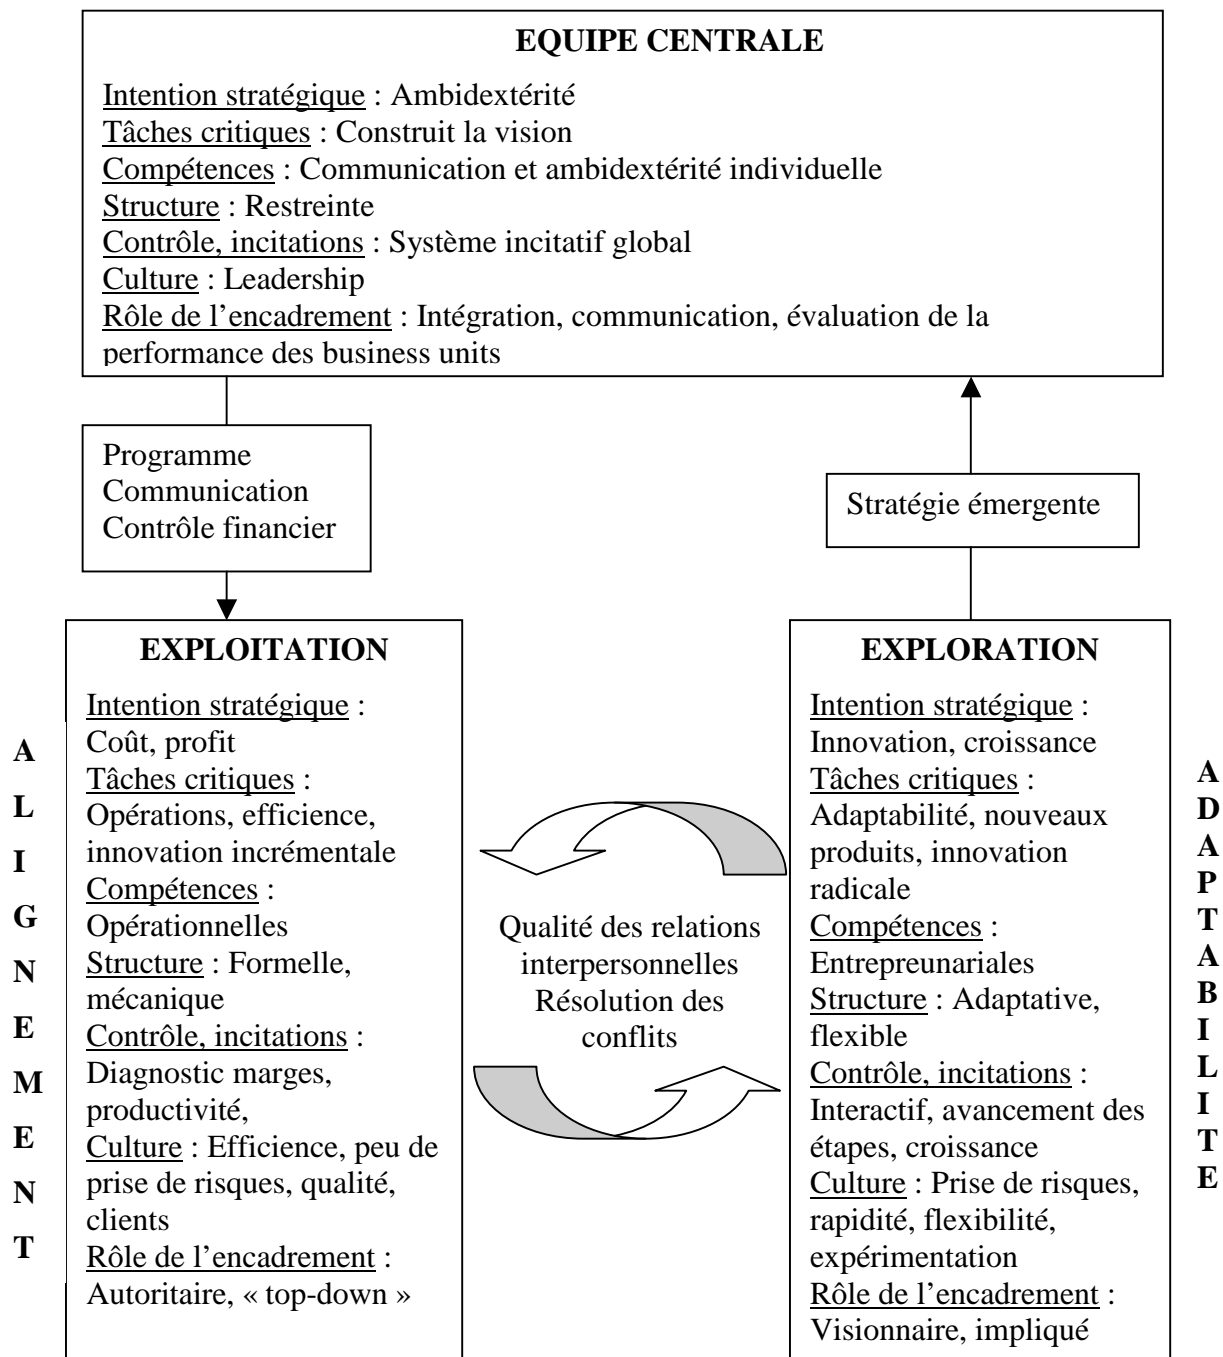 EQUIPE CENTRALE
Intention stratégique : Ambidextérité
Tâches critiques : Construit la vision
Compétences : Communication et ambidextérité individuelle
Structure : Restreinte
Contrôle, incitations : Système incitatif global
Culture : Leadership
Rôle de l’encadrement : Intégration, communication, évaluation de la
performance des business units
Programme
Communication
Contrôle financier
Stratégie émergente
A
L
I
G
N
E
M
E
N
T
EXPLOITATION
Intention stratégique :
Coût, profit
Tâches critiques :
Opérations, efficience,
innovation incrémentale
Compétences :
Opérationnelles
Structure : Formelle,
mécanique
Contrôle, incitations :
Diagnostic marges,
productivité,
Culture : Efficience, peu de
prise de risques, qualité,
clients
Rôle de l’encadrement :
Autoritaire, « top-down »
Qualité des relations
interpersonnelles
Résolution des
conflits
EXPLORATION
Intention stratégique :
Innovation, croissance
Tâches critiques :
Adaptabilité, nouveaux
produits, innovation
radicale
Compétences :
Entrepreunariales
Structure : Adaptative,
flexible
Contrôle, incitations :
Interactif, avancement des
étapes, croissance
Culture : Prise de risques,
rapidité, flexibilité,
expérimentation
Rôle de l’encadrement :
Visionnaire, impliqué
A
D
A
P
T
A
B
I
L
I
T
E